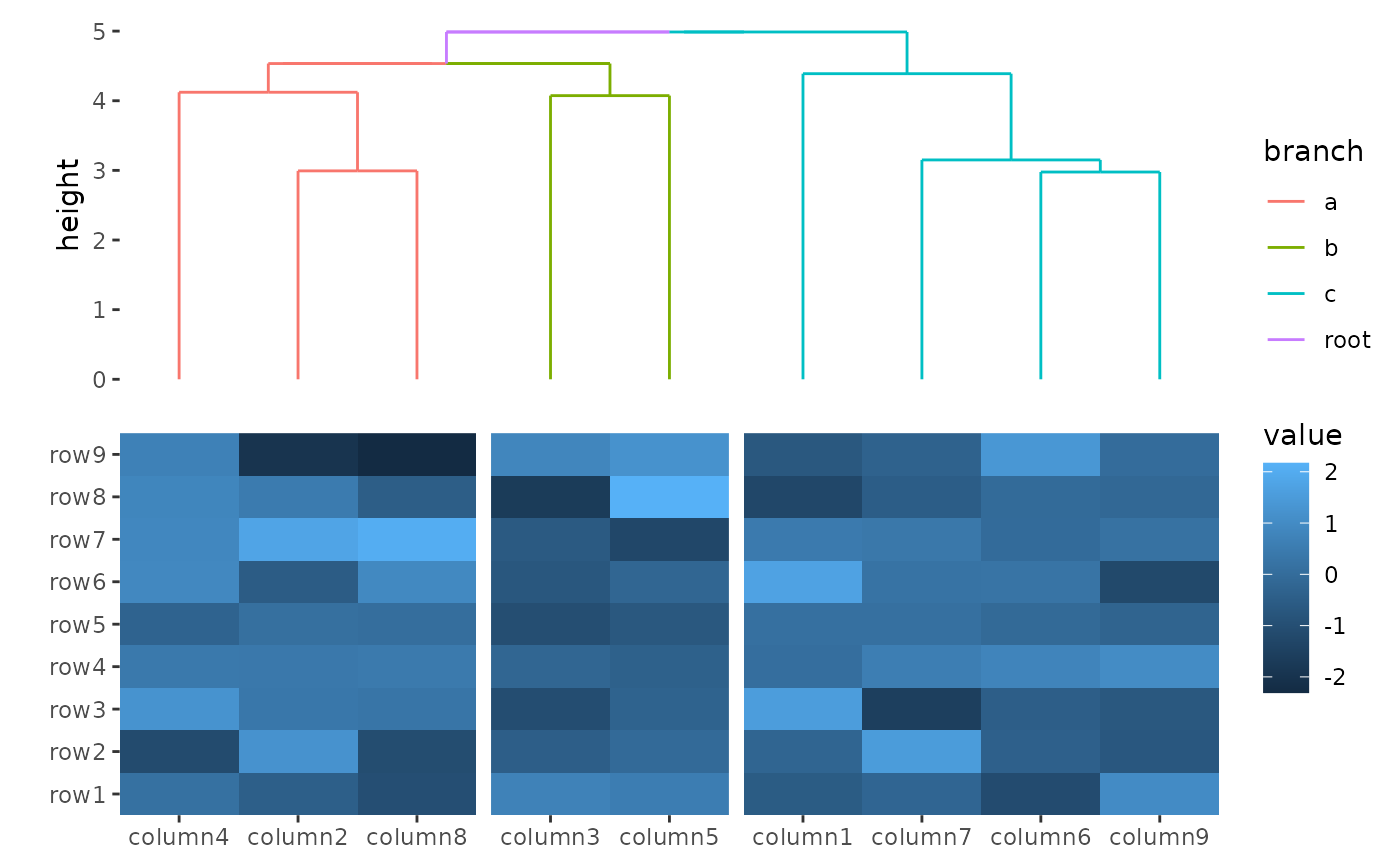 5
4
3
2
1
0
height
branch
a
b
c
root
value
2
1
0
-1
-2
row9
row8
row7
row6
row5
row4
row3
row2
row1
column4 column2 column8 column3 column5 column1 column7 column6 column9